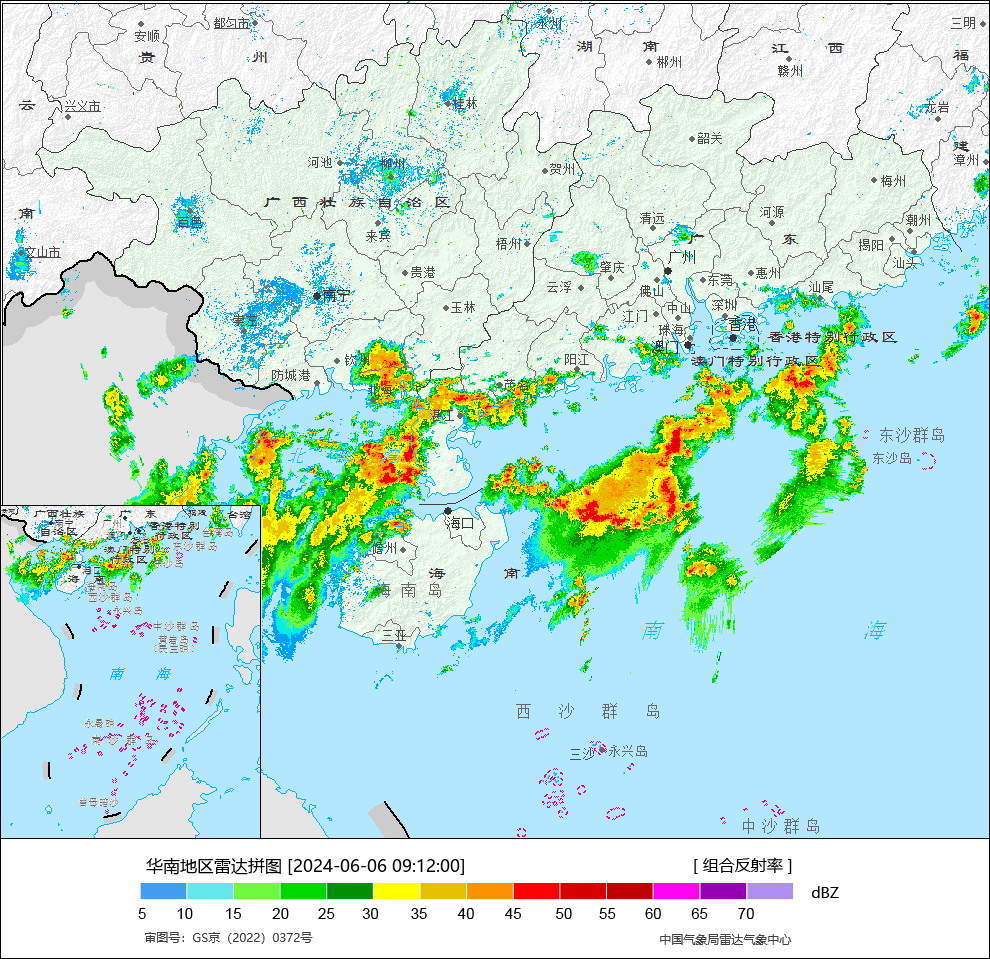 三明
都匀市
永州
安顺
湖 南
江 西
贵 州
郴州
赣州
福
云
兴义市
桂林
龙岩
韶关
建
河池
柳州
贺州
漳州
梅州
广西壮族自治区
南
百色
清远
河源
潮州
来宾
梧州
广 东
揭阳
文山市
广州
汕头
贵港
肇庆
惠州
东莞
南宁
云浮
佛山
汕尾
玉林
中山
深圳
江门
崇左
珠海
香港
香港特别行政区
澳门
澳门特别行政区
钦州
阳江
防城港
茂名
北海
湛江
东沙群岛
东沙岛
海口
儋州
海 南
海南岛
三亚
南 海
西沙群岛
三沙
永兴岛
中沙群岛
广西壮族
自治区
广 东
台湾
香港特别
行政区
澳门特别
行政区
东沙群岛
海口
海 南
西沙群岛
永兴岛
中沙群岛
黄岩岛
南 海
永暑礁
南沙群岛
曾母暗沙
华南地区雷达拼图 [2024-06-06 09:12:00]
[ 组合反射率 ]
dBZ
5 10 15 20 25 30 35 40 45 50 55 60 65 70
审图号：GS京（2022）0372号
中国气象局雷达气象中心